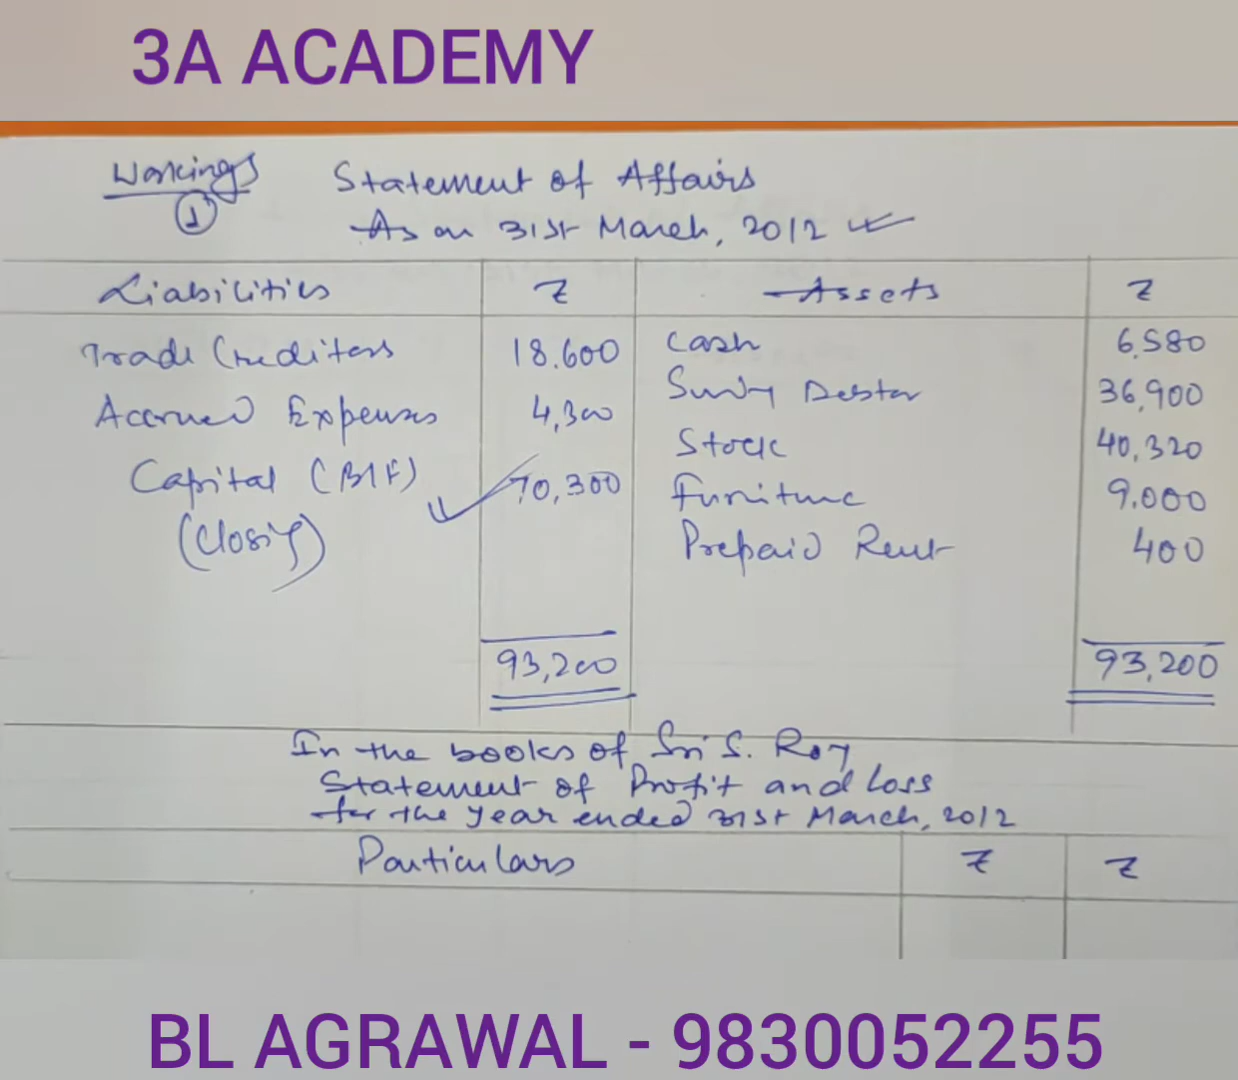 3A ACADEMY
Workings Statement of Affairs
① As on 31st March, 2012
Liabilities ₹ Assets ₹
Trade Creditors 18.600 Cash 6,580
Accrued Expenses 4,300 Sundry Debtor 36,900
Stock 40,320
Capital (B/F) 70,300 Furniture 9.000
(Closing) Prepaid Rent 400
93,200 93,200
In the books of Sri S. Roy
Statement of Profit and Loss
for the year ended 31st March, 2012
Particulars ₹ ₹
BL AGRAWAL - 9830052255